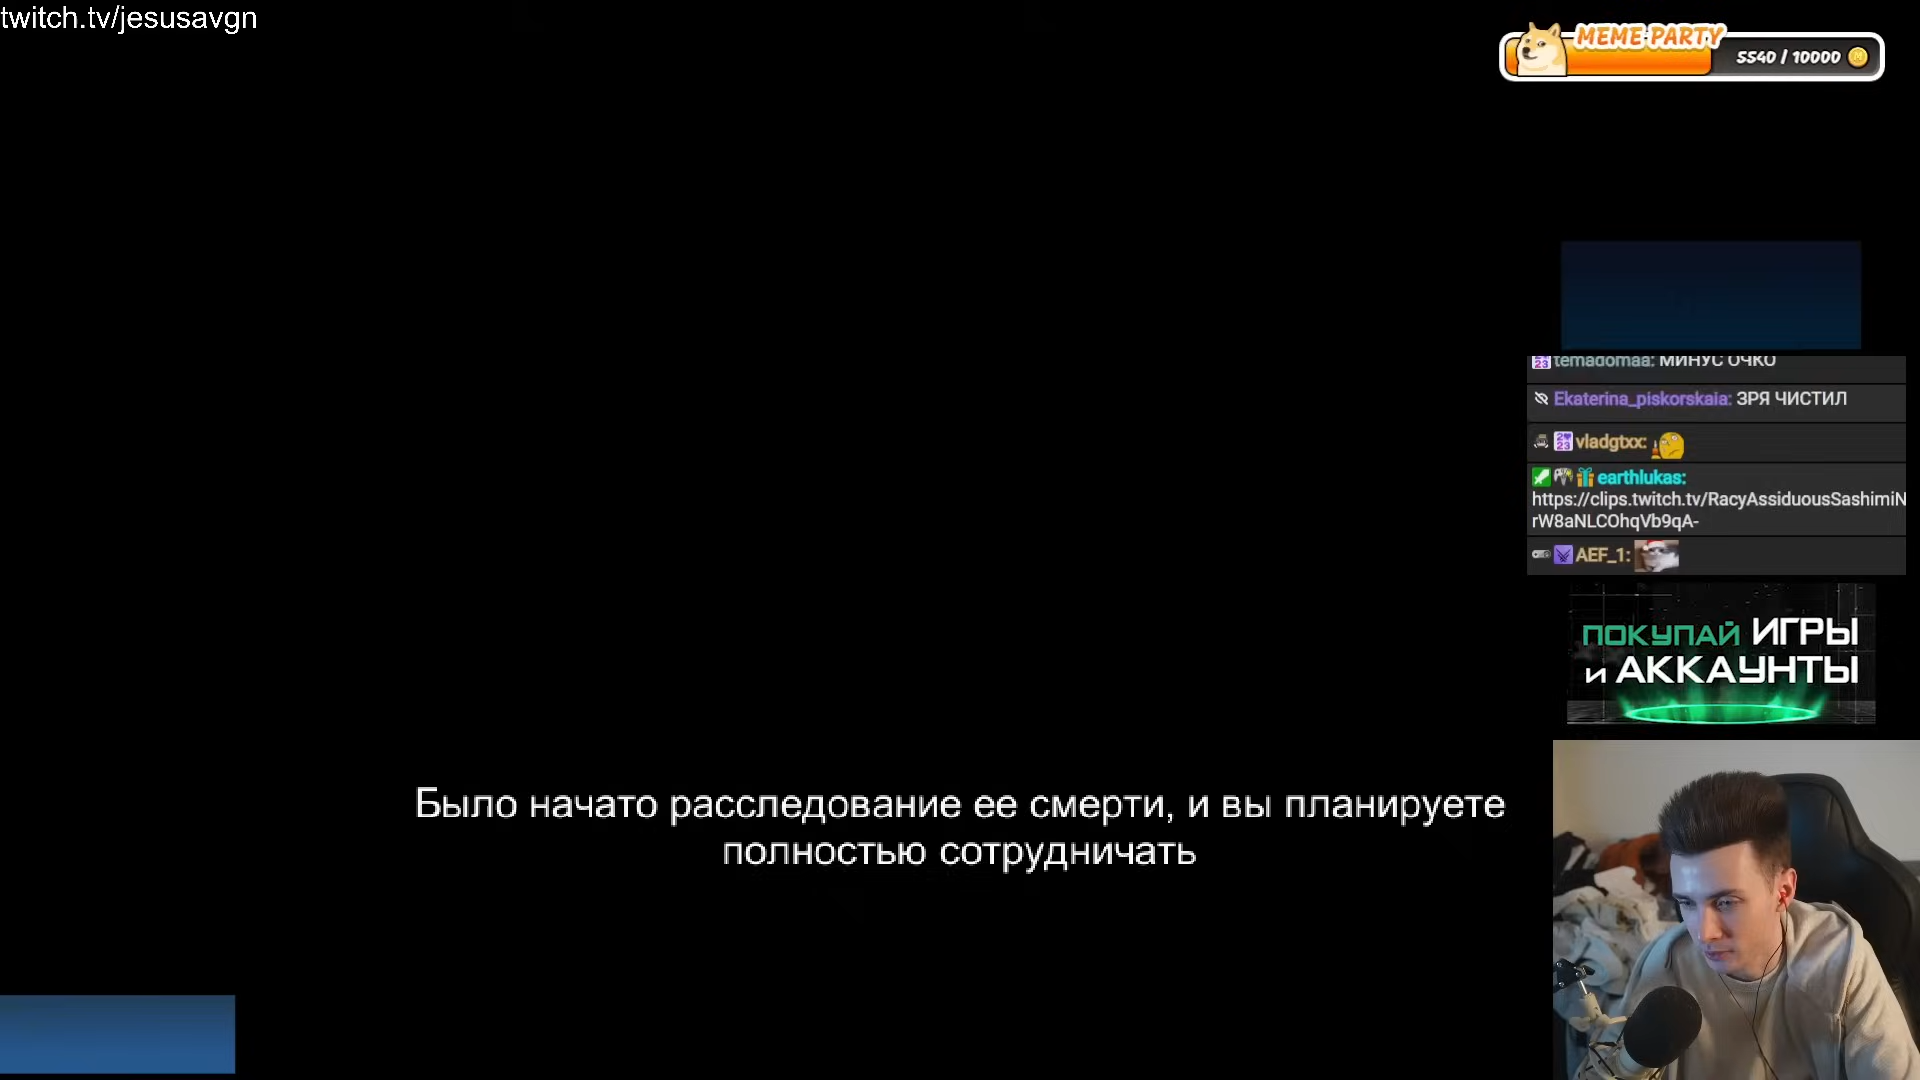 twitch.tv/jesusavgn
MEME PARTY
5540 / 10000
temadomaa: МИНУС ОЧКО
Ekaterina_piskorskaia: ЗРЯ ЧИСТИЛ
vladgtxx:
earthlukas:
https://clips.twitch.tv/RacyAssiduousSashimiN
rW8aNLCOhqVb9qA-
AEF_1:
ПОКУПАЙ ИГРЫ
и АККАУНТЫ
Было начато расследование ее смерти, и вы планируете
полностью сотрудничать